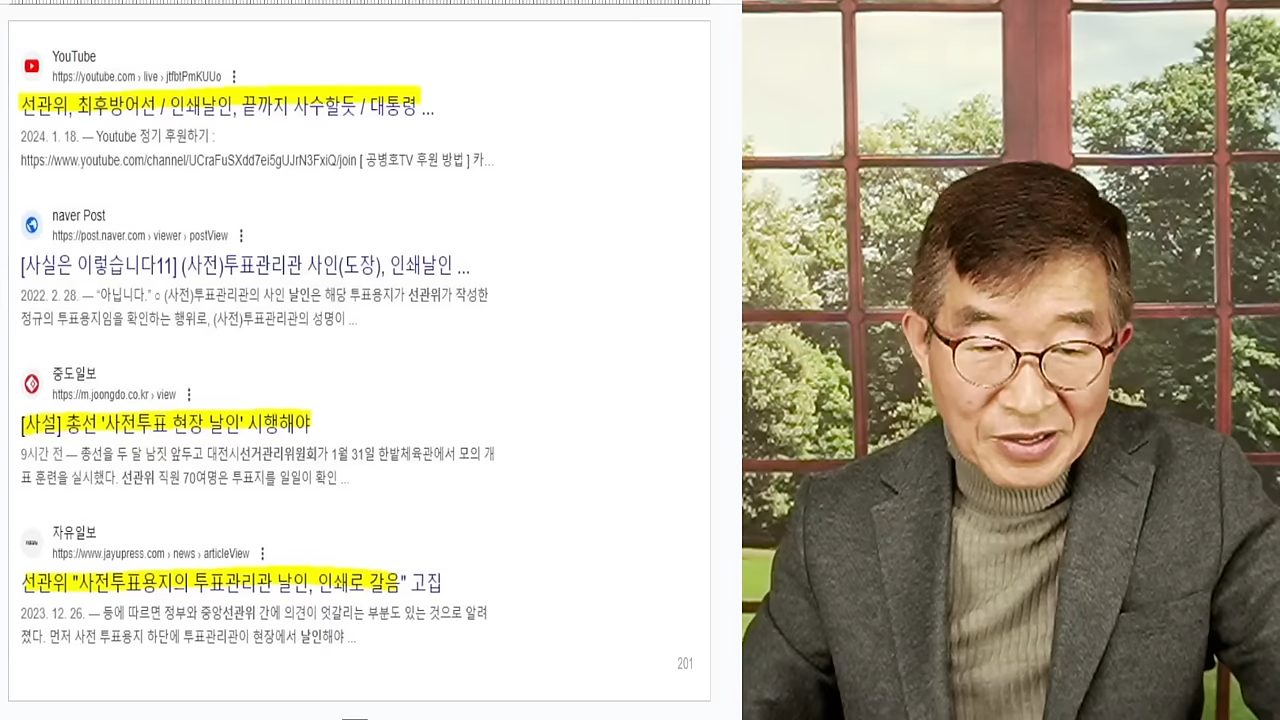 YouTube
https://youtube.com › live › jtfbtPmKUUo
선관위, 최후방어선 / 인쇄날인, 끝까지 사수할듯 / 대통령 ...
2024. 1. 18. — Youtube 정기 후원하기 :
https://www.youtube.com/channel/UCraFuSXdd7ei5gUJrN3FxiQ/join [ 공병호TV 후원 방법 ] 카...
naver Post
https://post.naver.com › viewer › postView
[사실은 이렇습니다11] (사전)투표관리관 사인(도장), 인쇄날인 ...
2022. 2. 28. — “아닙니다.” ○ (사전)투표관리관의 사인 날인은 해당 투표용지가 선관위가 작성한
정규의 투표용지임을 확인하는 행위로, (사전)투표관리관의 성명이 ...
중도일보
https://m.joongdo.co.kr › view
[사설] 총선 '사전투표 현장 날인' 시행해야
9시간 전 — 총선을 두 달 남짓 앞두고 대전시선거관리위원회가 1월 31일 한밭체육관에서 모의 개
표 훈련을 실시했다. 선관위 직원 70여명은 투표지를 일일이 확인 ...
자유일보
https://www.jayupress.com › news › articleView
선관위 "사전투표용지의 투표관리관 날인, 인쇄로 갈음" 고집
2023. 12. 26. — 등에 따르면 정부와 중앙선관위 간에 의견이 엇갈리는 부분도 있는 것으로 알려
졌다. 먼저 사전 투표용지 하단에 투표관리관이 현장에서 날인해야 ...
201